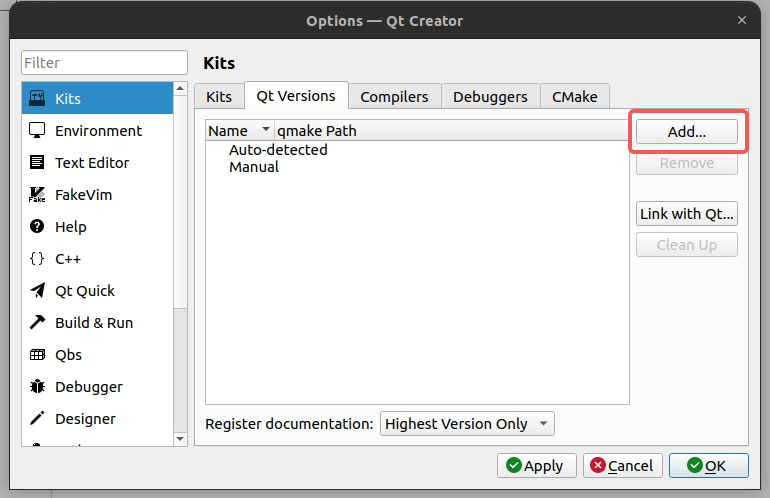 Options — Qt Creator
Filter
Kits
Kits
Environment
Text Editor
Fake
FakeVim
Help
C++
Qt Quick
Build & Run
Qbs
Debugger
Designer
Kits
Qt Versions
Compilers
Debuggers
CMake
Name
qmake Path
Auto-detected
Manual
Add...
Remove
Link with Qt...
Clean Up
Register documentation:
Highest Version Only
Apply
Cancel
OK